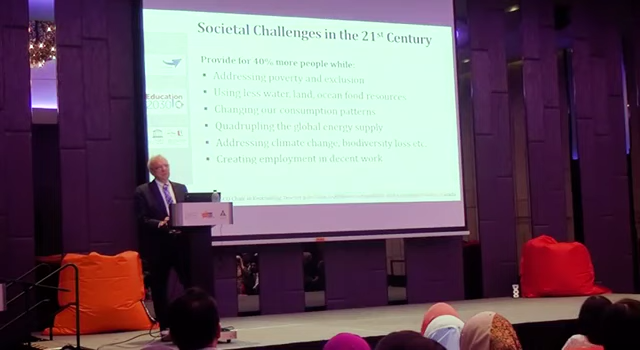 Societal Challenges in the 21st Century
Provide for 40% more people while:
• Addressing poverty and exclusion
• Using less water, land, ocean food resources
• Changing our consumption patterns
• Quadrupling the global energy supply
• Addressing climate change, biodiversity loss etc.
• Creating employment in decent work
Education
2030